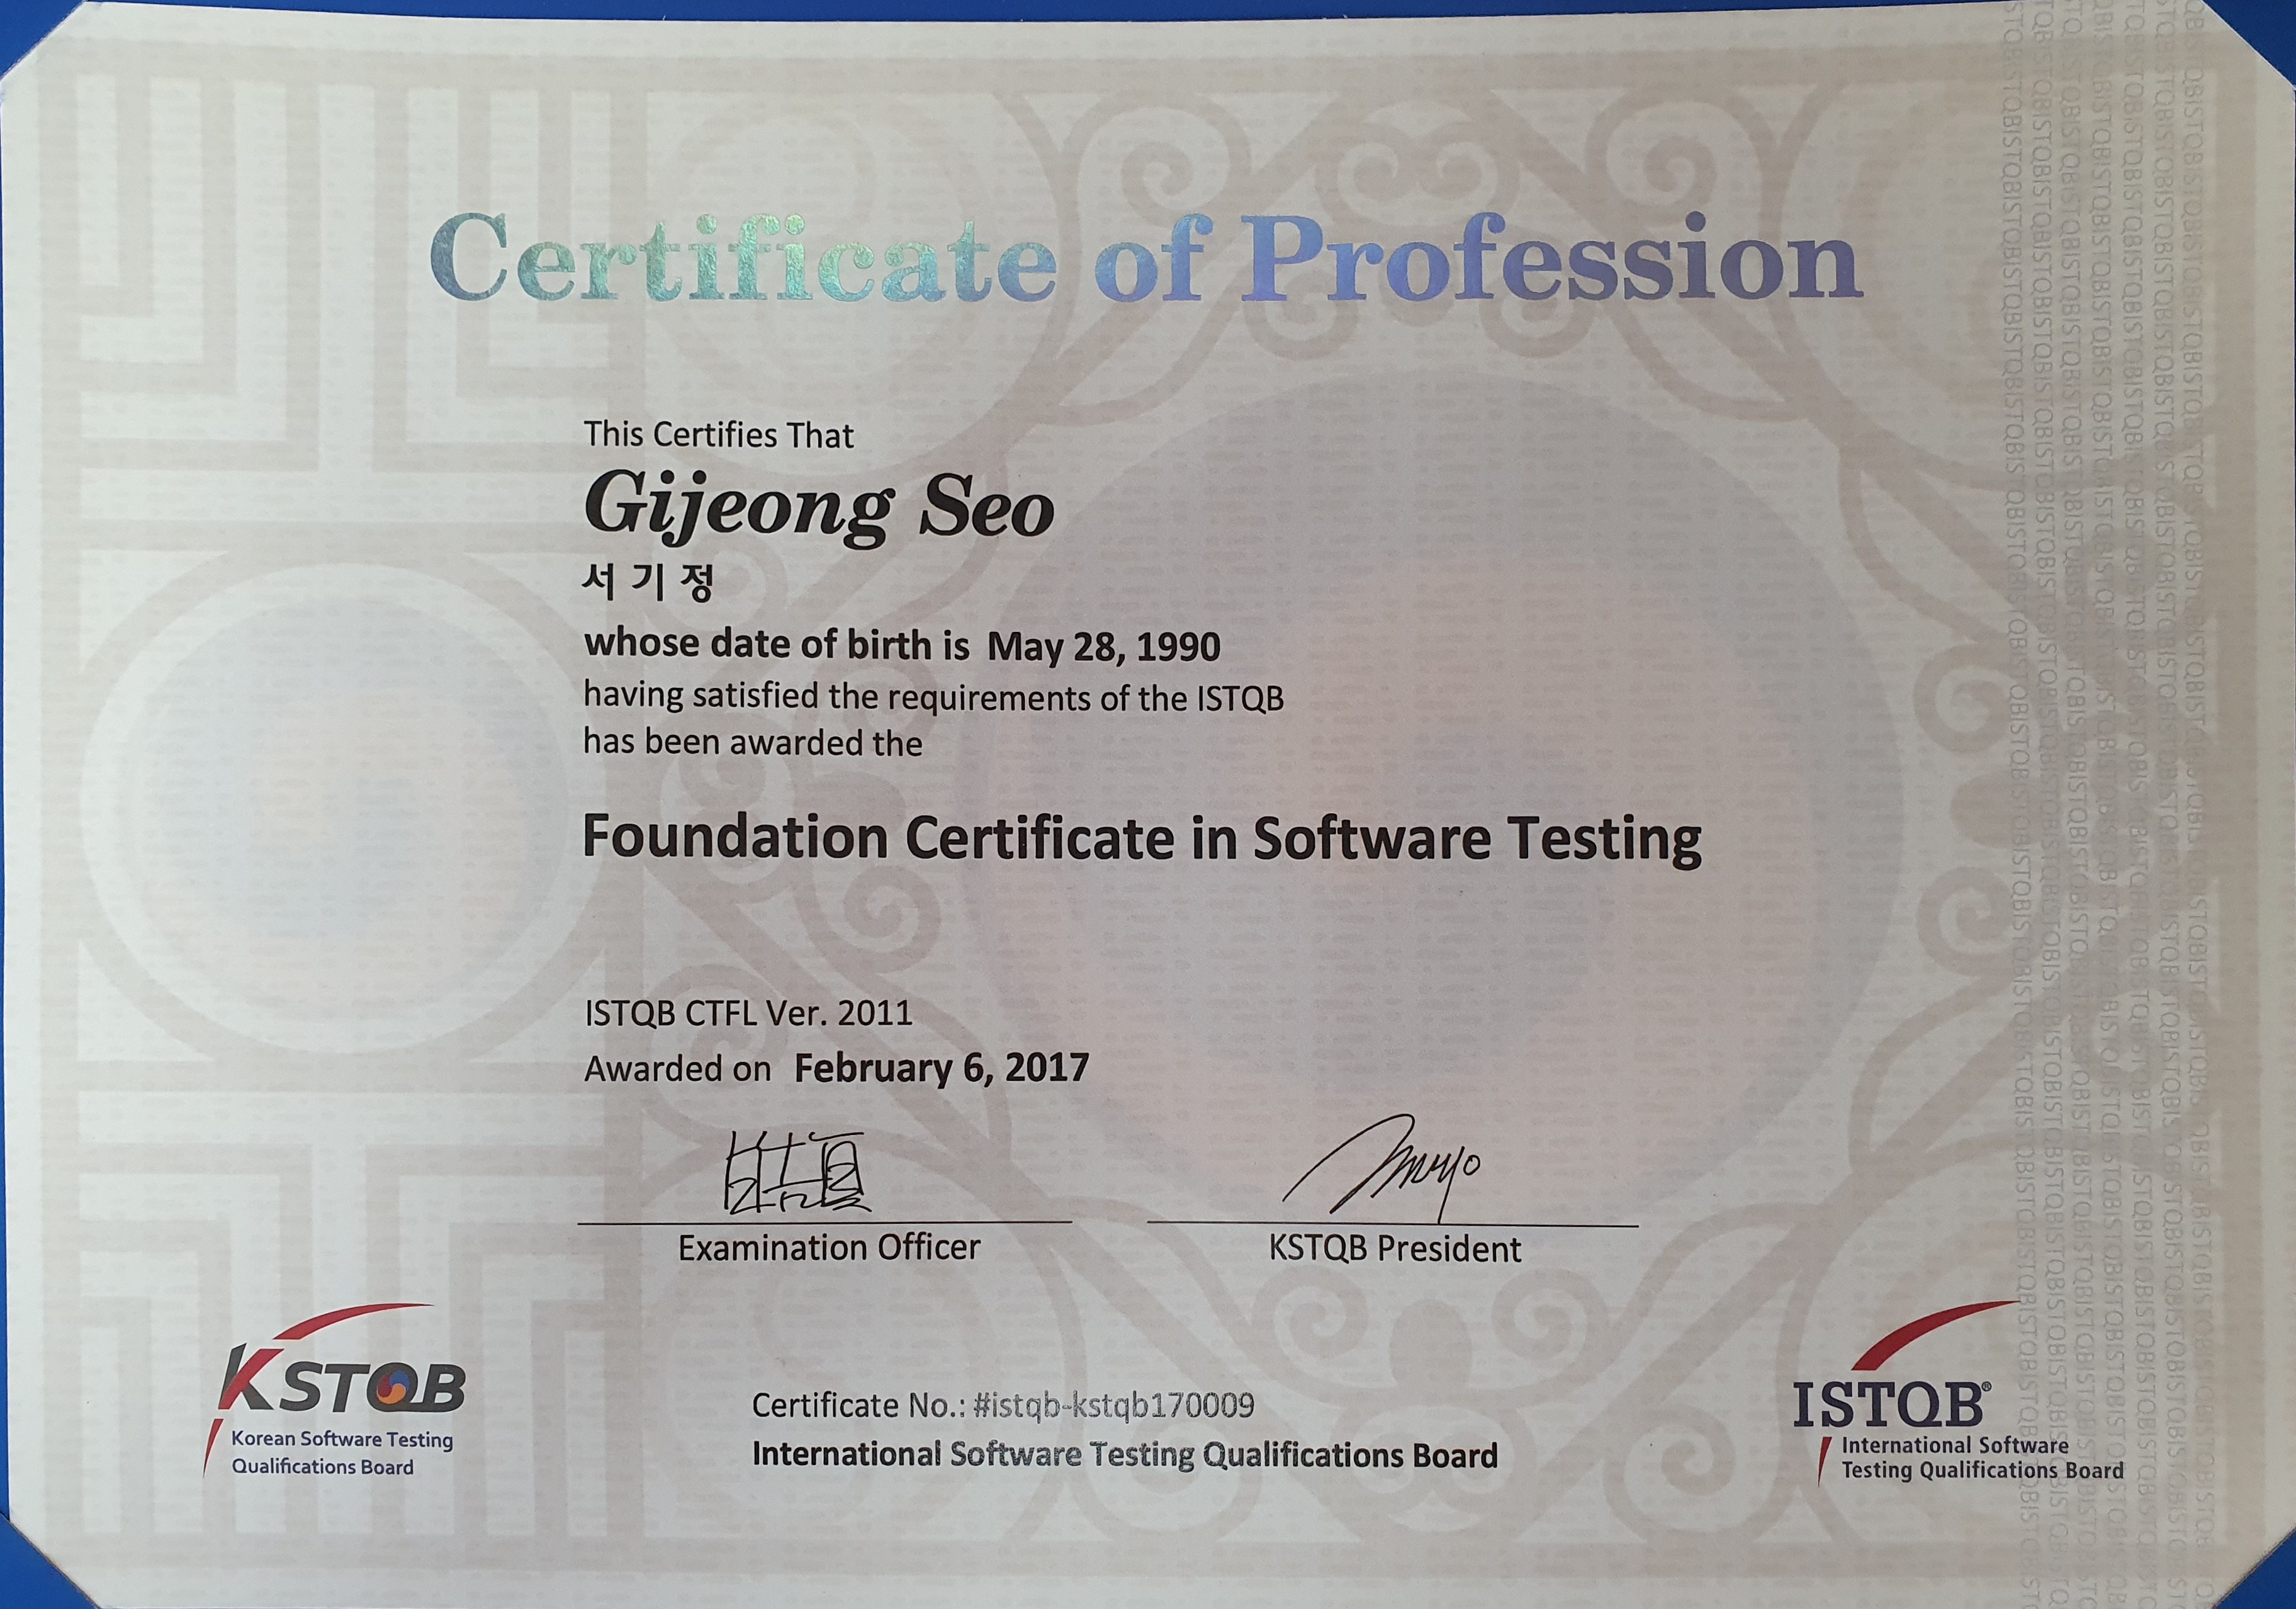 Certificate of Profession
This Certifies That
Gijeong Seo
서 기 정
whose date of birth is May 28, 1990
having satisfied the requirements of the ISTQB
has been awarded the
Foundation Certificate in Software Testing
ISTQB CTFL Ver. 2011
Awarded on February 6, 2017
Examination Officer
KSTQB President
KSTQB
Korean Software Testing
Qualifications Board
Certificate No.: #istqb-kstqb170009
International Software Testing Qualifications Board
ISTQB®
International Software
Testing Qualifications Board